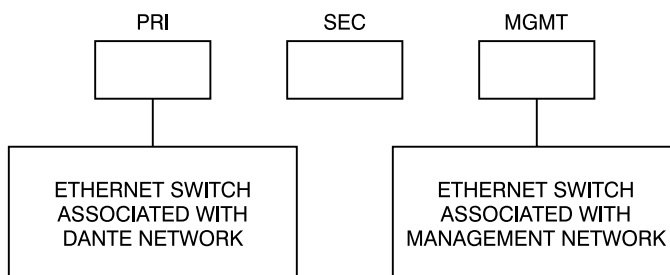 PRI
SEC
MGMT
ETHERNET SWITCH
ASSOCIATED WITH
DANTE NETWORK
ETHERNET SWITCH
ASSOCIATED WITH
MANAGEMENT NETWORK